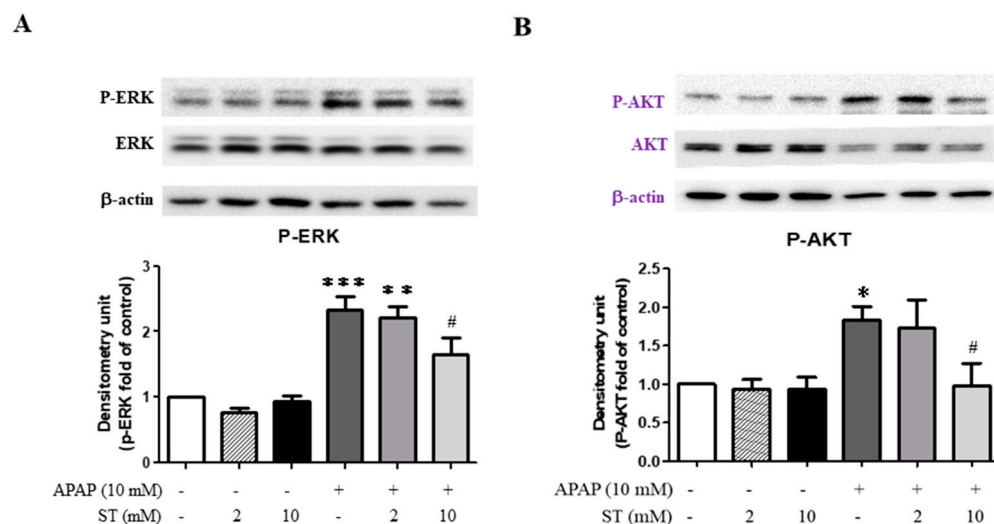 A
P-ERK
ERK
β-actin
P-ERK
Densitometry unit
(p-ERK fold of control)
3
2
1
0
*** ** #
APAP (10 mM) - - - + + +
ST (mM) - 2 10 - 2 10
B
P-AKT
AKT
β-actin
P-AKT
Densitometry unit
(P-AKT fold of control)
2.5
2.0
1.5
1.0
0.5
0.0
* #
APAP (10 mM) - - - + + +
ST (mM) - 2 10 - 2 10